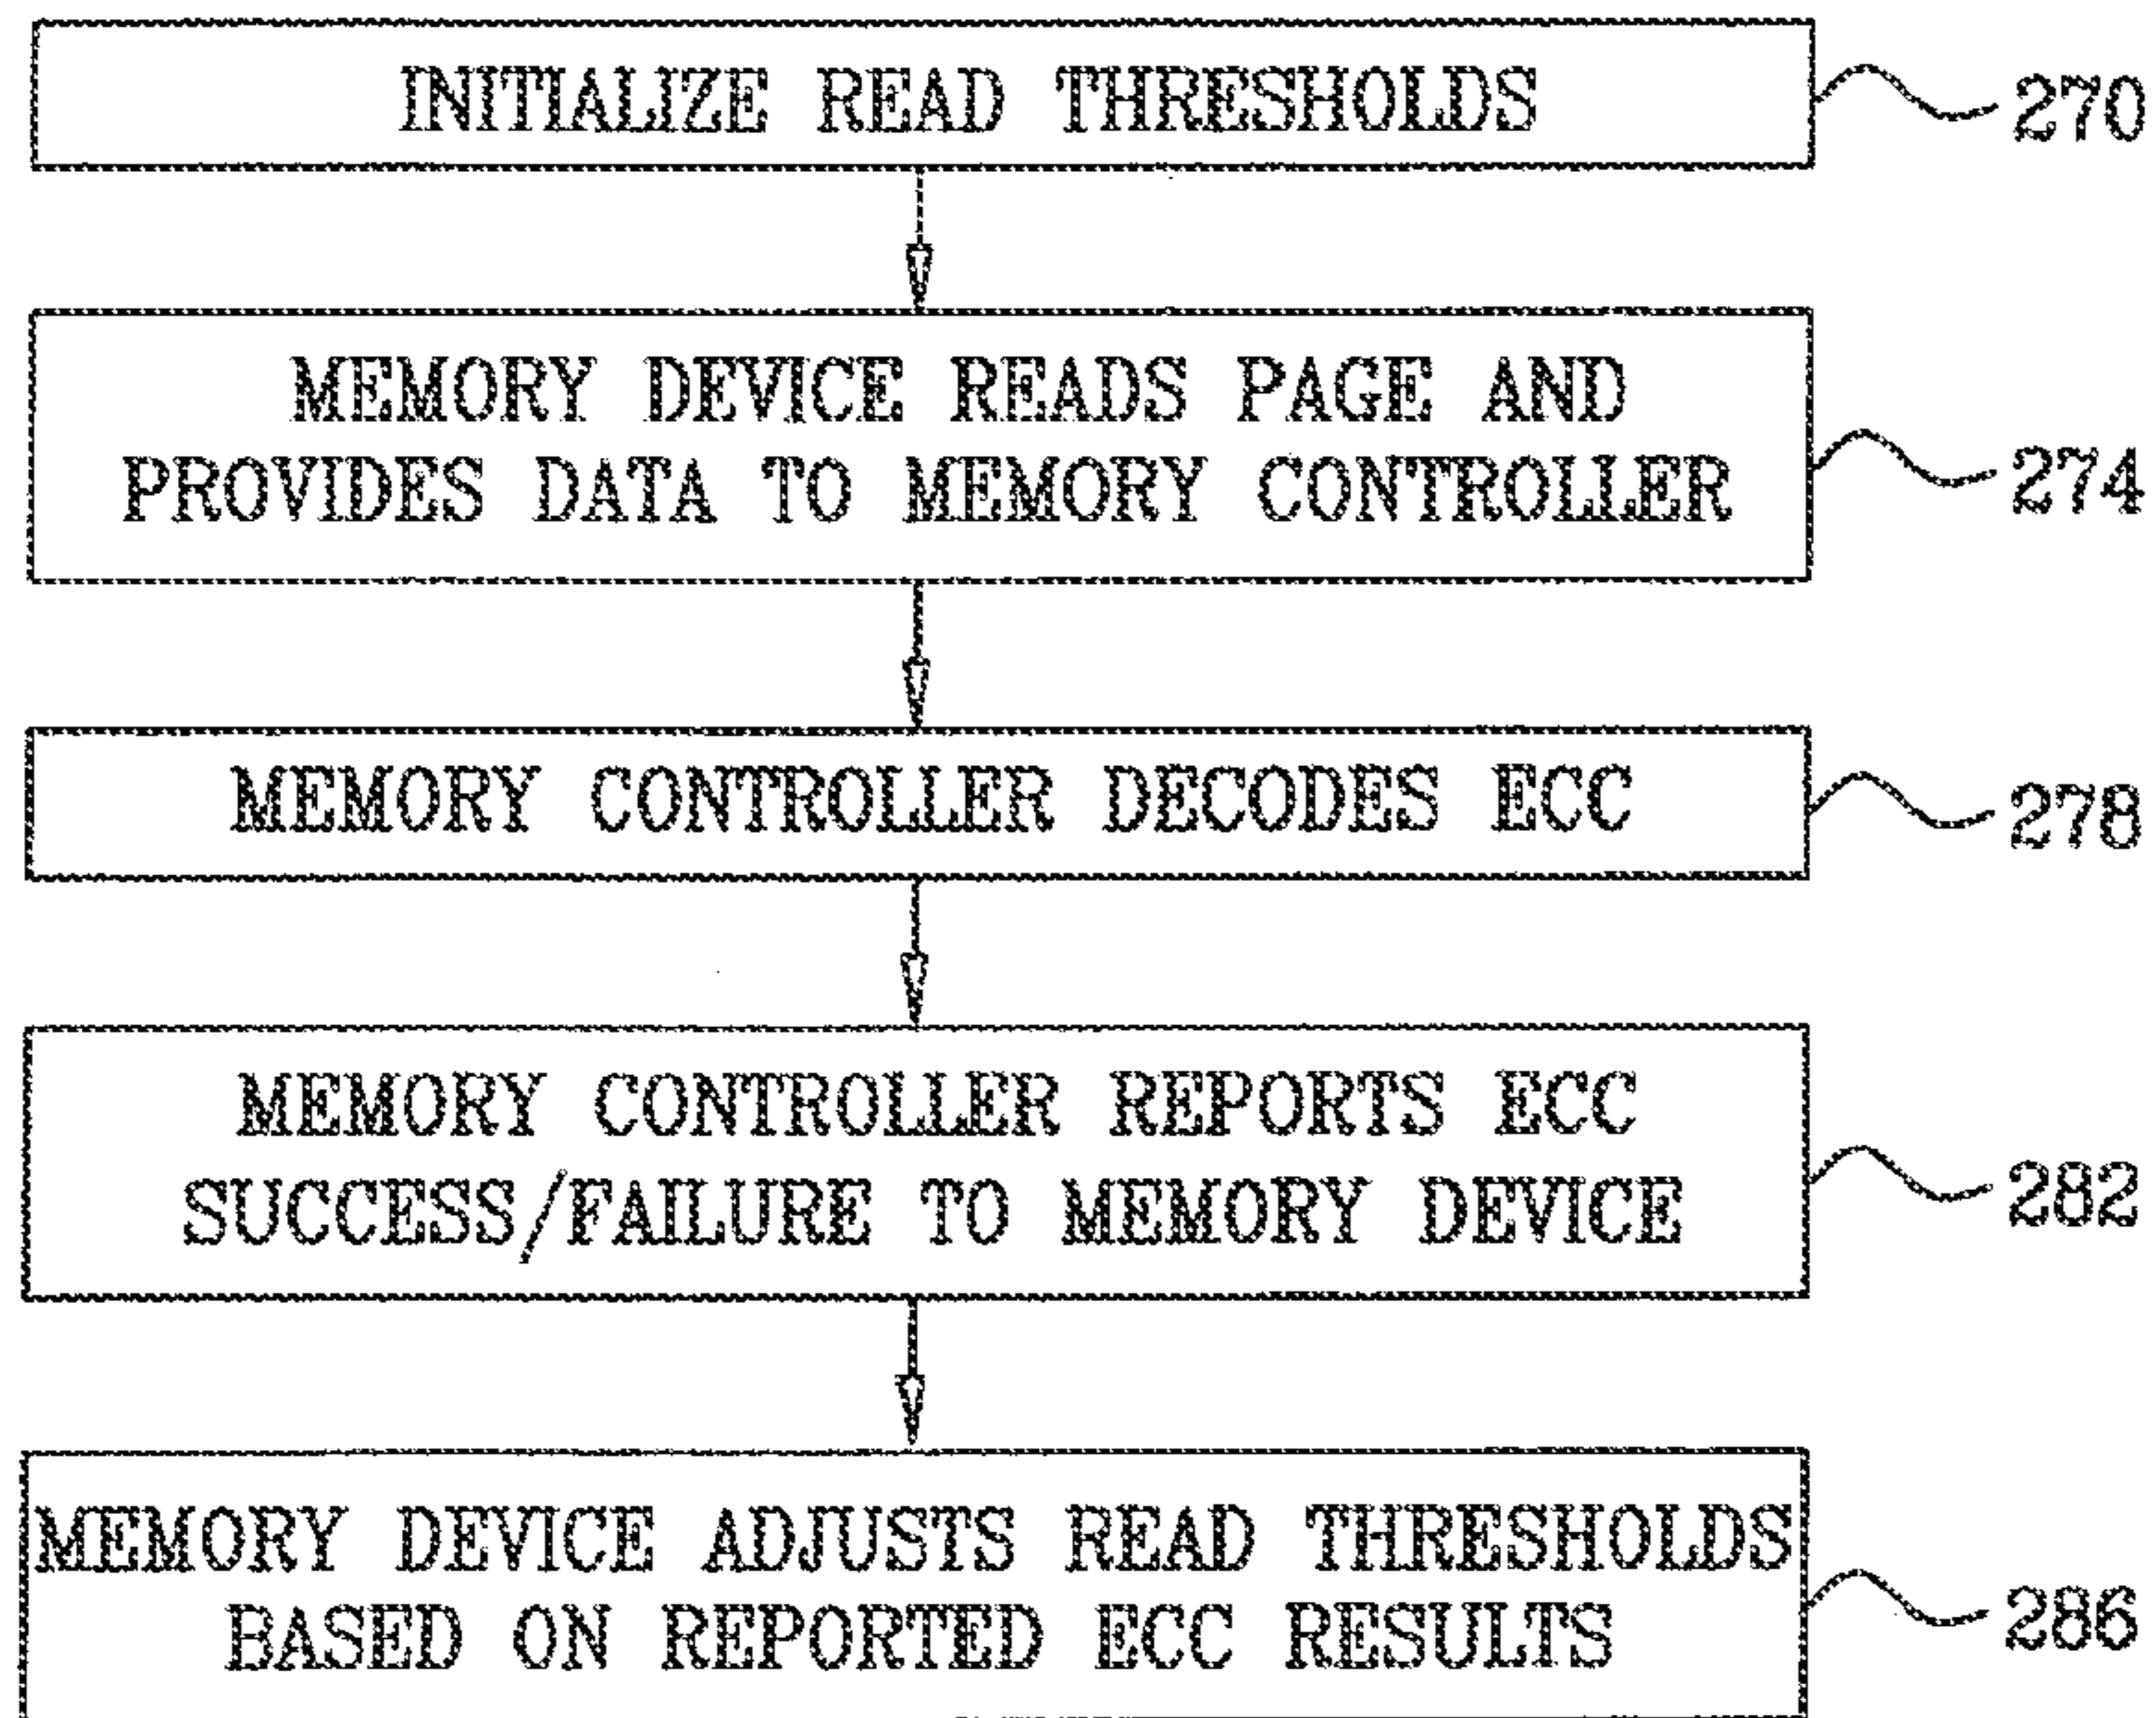 INITIALIZE READ THRESHOLDS
270
MEMORY DEVICE READS PAGE AND
PROVIDES DATA TO MEMORY CONTROLLER
274
MEMORY CONTROLLER DECODES ECC
278
MEMORY CONTROLLER REPORTS ECC
SUCCESS/FAILURE TO MEMORY DEVICE
282
MEMORY DEVICE ADJUSTS READ THRESHOLDS
BASED ON REPORTED ECC RESULTS
286